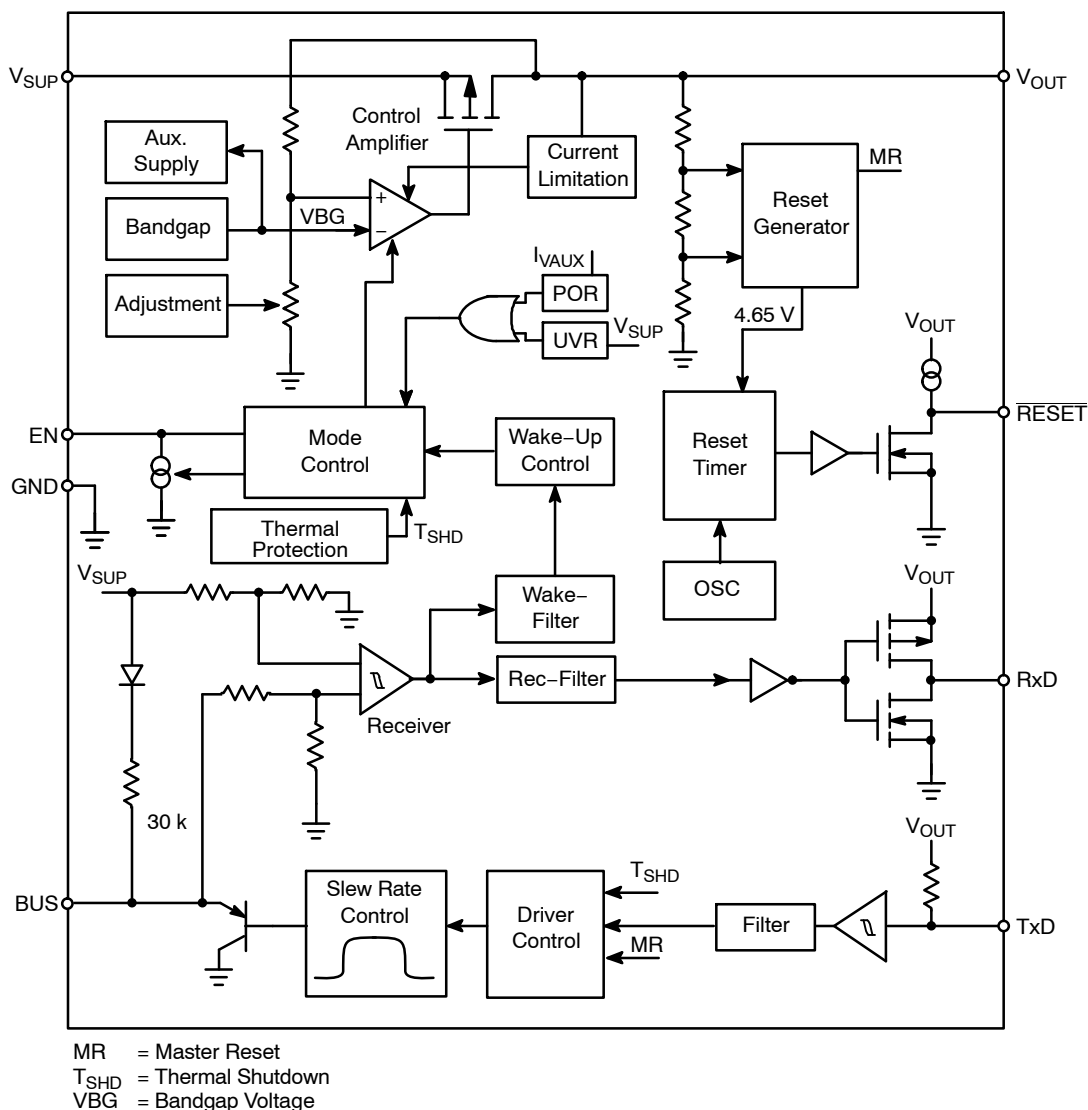 VSUP
VOUT
Control
Amplifier
Aux.
Supply
Current
Limitation
MR
Reset
Generator
Bandgap
VBG
+
−
IVAUX
Adjustment
POR
4.65 V
VSUP
UVR
VOUT
RESET
EN
Mode
Control
Wake−Up
Control
Reset
Timer
GND
Thermal
Protection
TSHD
VSUP
Wake−
Filter
OSC
VOUT
Rec−Filter
RxD
Receiver
30 k
VOUT
BUS
Slew Rate
Control
Driver
Control
TSHD
MR
Filter
TxD
MR = Master Reset
TSHD = Thermal Shutdown
VBG = Bandgap Voltage